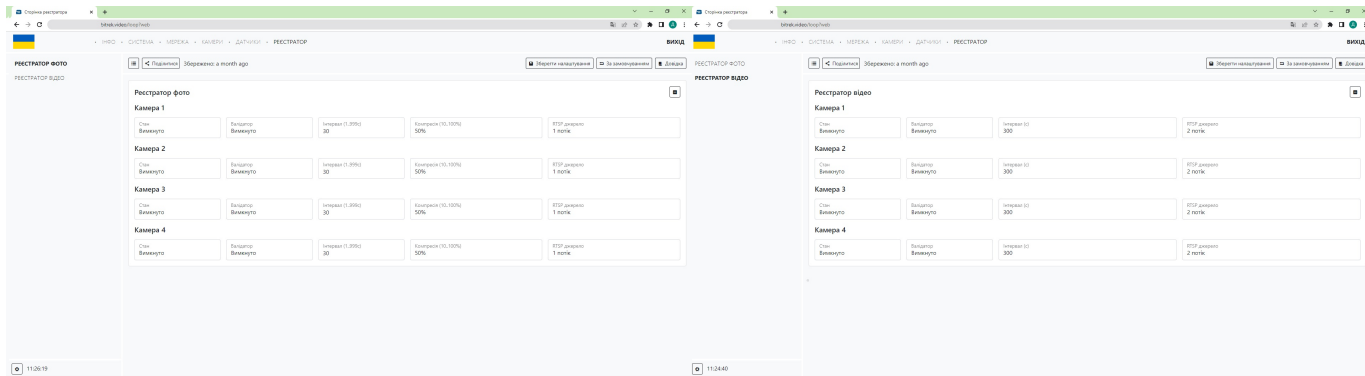 Сторінка реєстратора
bitrek.video/loop?web
ІНФО • СИСТЕМА • МЕРЕЖА • КАМЕРИ • ДАТЧИКИ • РЕЄСТРАТОР
ВИХІД
РЕЄСТРАТОР ФОТО
РЕЄСТРАТОР ВІДЕО
Поділитися Збережено: a month ago
Зберегти налаштування За замовчуванням Довідка
Реєстратор фото
Камера 1
Стан Валідатор Інтервал (1..999с) Компресія (10..100%) RTSP джерело
Вимкнуто Вимкнуто 30 50% 1 потік
Камера 2
Стан Валідатор Інтервал (1..999с) Компресія (10..100%) RTSP джерело
Вимкнуто Вимкнуто 30 50% 1 потік
Камера 3
Стан Валідатор Інтервал (1..999с) Компресія (10..100%) RTSP джерело
Вимкнуто Вимкнуто 30 50% 1 потік
Камера 4
Стан Валідатор Інтервал (1..999с) Компресія (10..100%) RTSP джерело
Вимкнуто Вимкнуто 30 50% 1 потік
11:26:19
Сторінка реєстратора
bitrek.video/loop?web
ІНФО • СИСТЕМА • МЕРЕЖА • КАМЕРИ • ДАТЧИКИ • РЕЄСТРАТОР
ВИХІД
РЕЄСТРАТОР ФОТО
РЕЄСТРАТОР ВІДЕО
Поділитися Збережено: a month ago
Зберегти налаштування За замовчуванням Довідка
Реєстратор відео
Камера 1
Стан Валідатор Інтервал (с) RTSP джерело
Вимкнуто Вимкнуто 300 2 потік
Камера 2
Стан Валідатор Інтервал (с) RTSP джерело
Вимкнуто Вимкнуто 300 2 потік
Камера 3
Стан Валідатор Інтервал (с) RTSP джерело
Вимкнуто Вимкнуто 300 2 потік
Камера 4
Стан Валідатор Інтервал (с) RTSP джерело
Вимкнуто Вимкнуто 300 2 потік
11:24:40